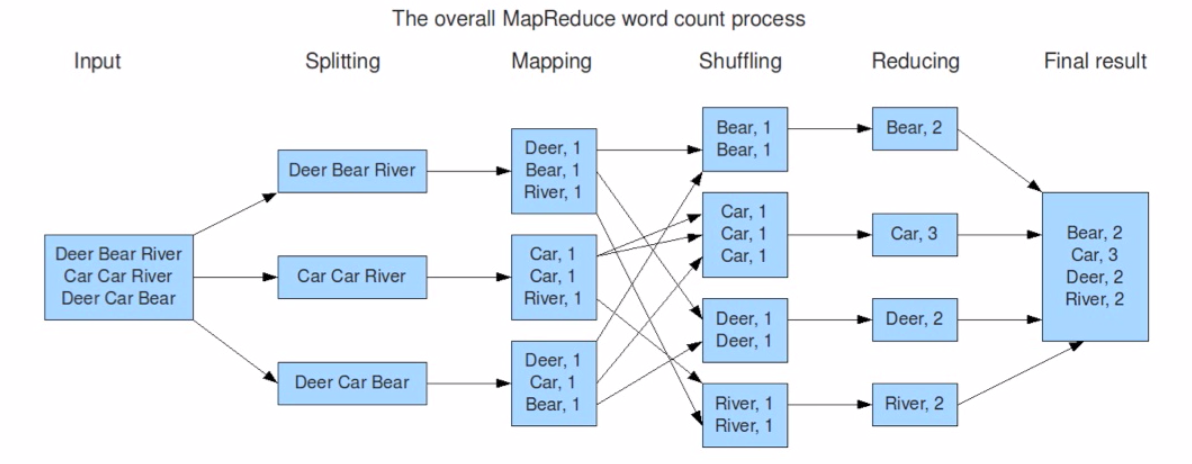 The overall MapReduce word count process
Input
Splitting
Mapping
Shuffling
Reducing
Final result
Deer Bear River
Car Car River
Deer Car Bear
Deer Bear River
Car Car River
Deer Car Bear
Deer, 1
Bear, 1
River, 1
Car, 1
Car, 1
River, 1
Deer, 1
Car, 1
Bear, 1
Bear, 1
Bear, 1
Car, 1
Car, 1
Car, 1
Deer, 1
Deer, 1
River, 1
River, 1
Bear, 2
Car, 3
Deer, 2
River, 2
Bear, 2
Car, 3
Deer, 2
River, 2